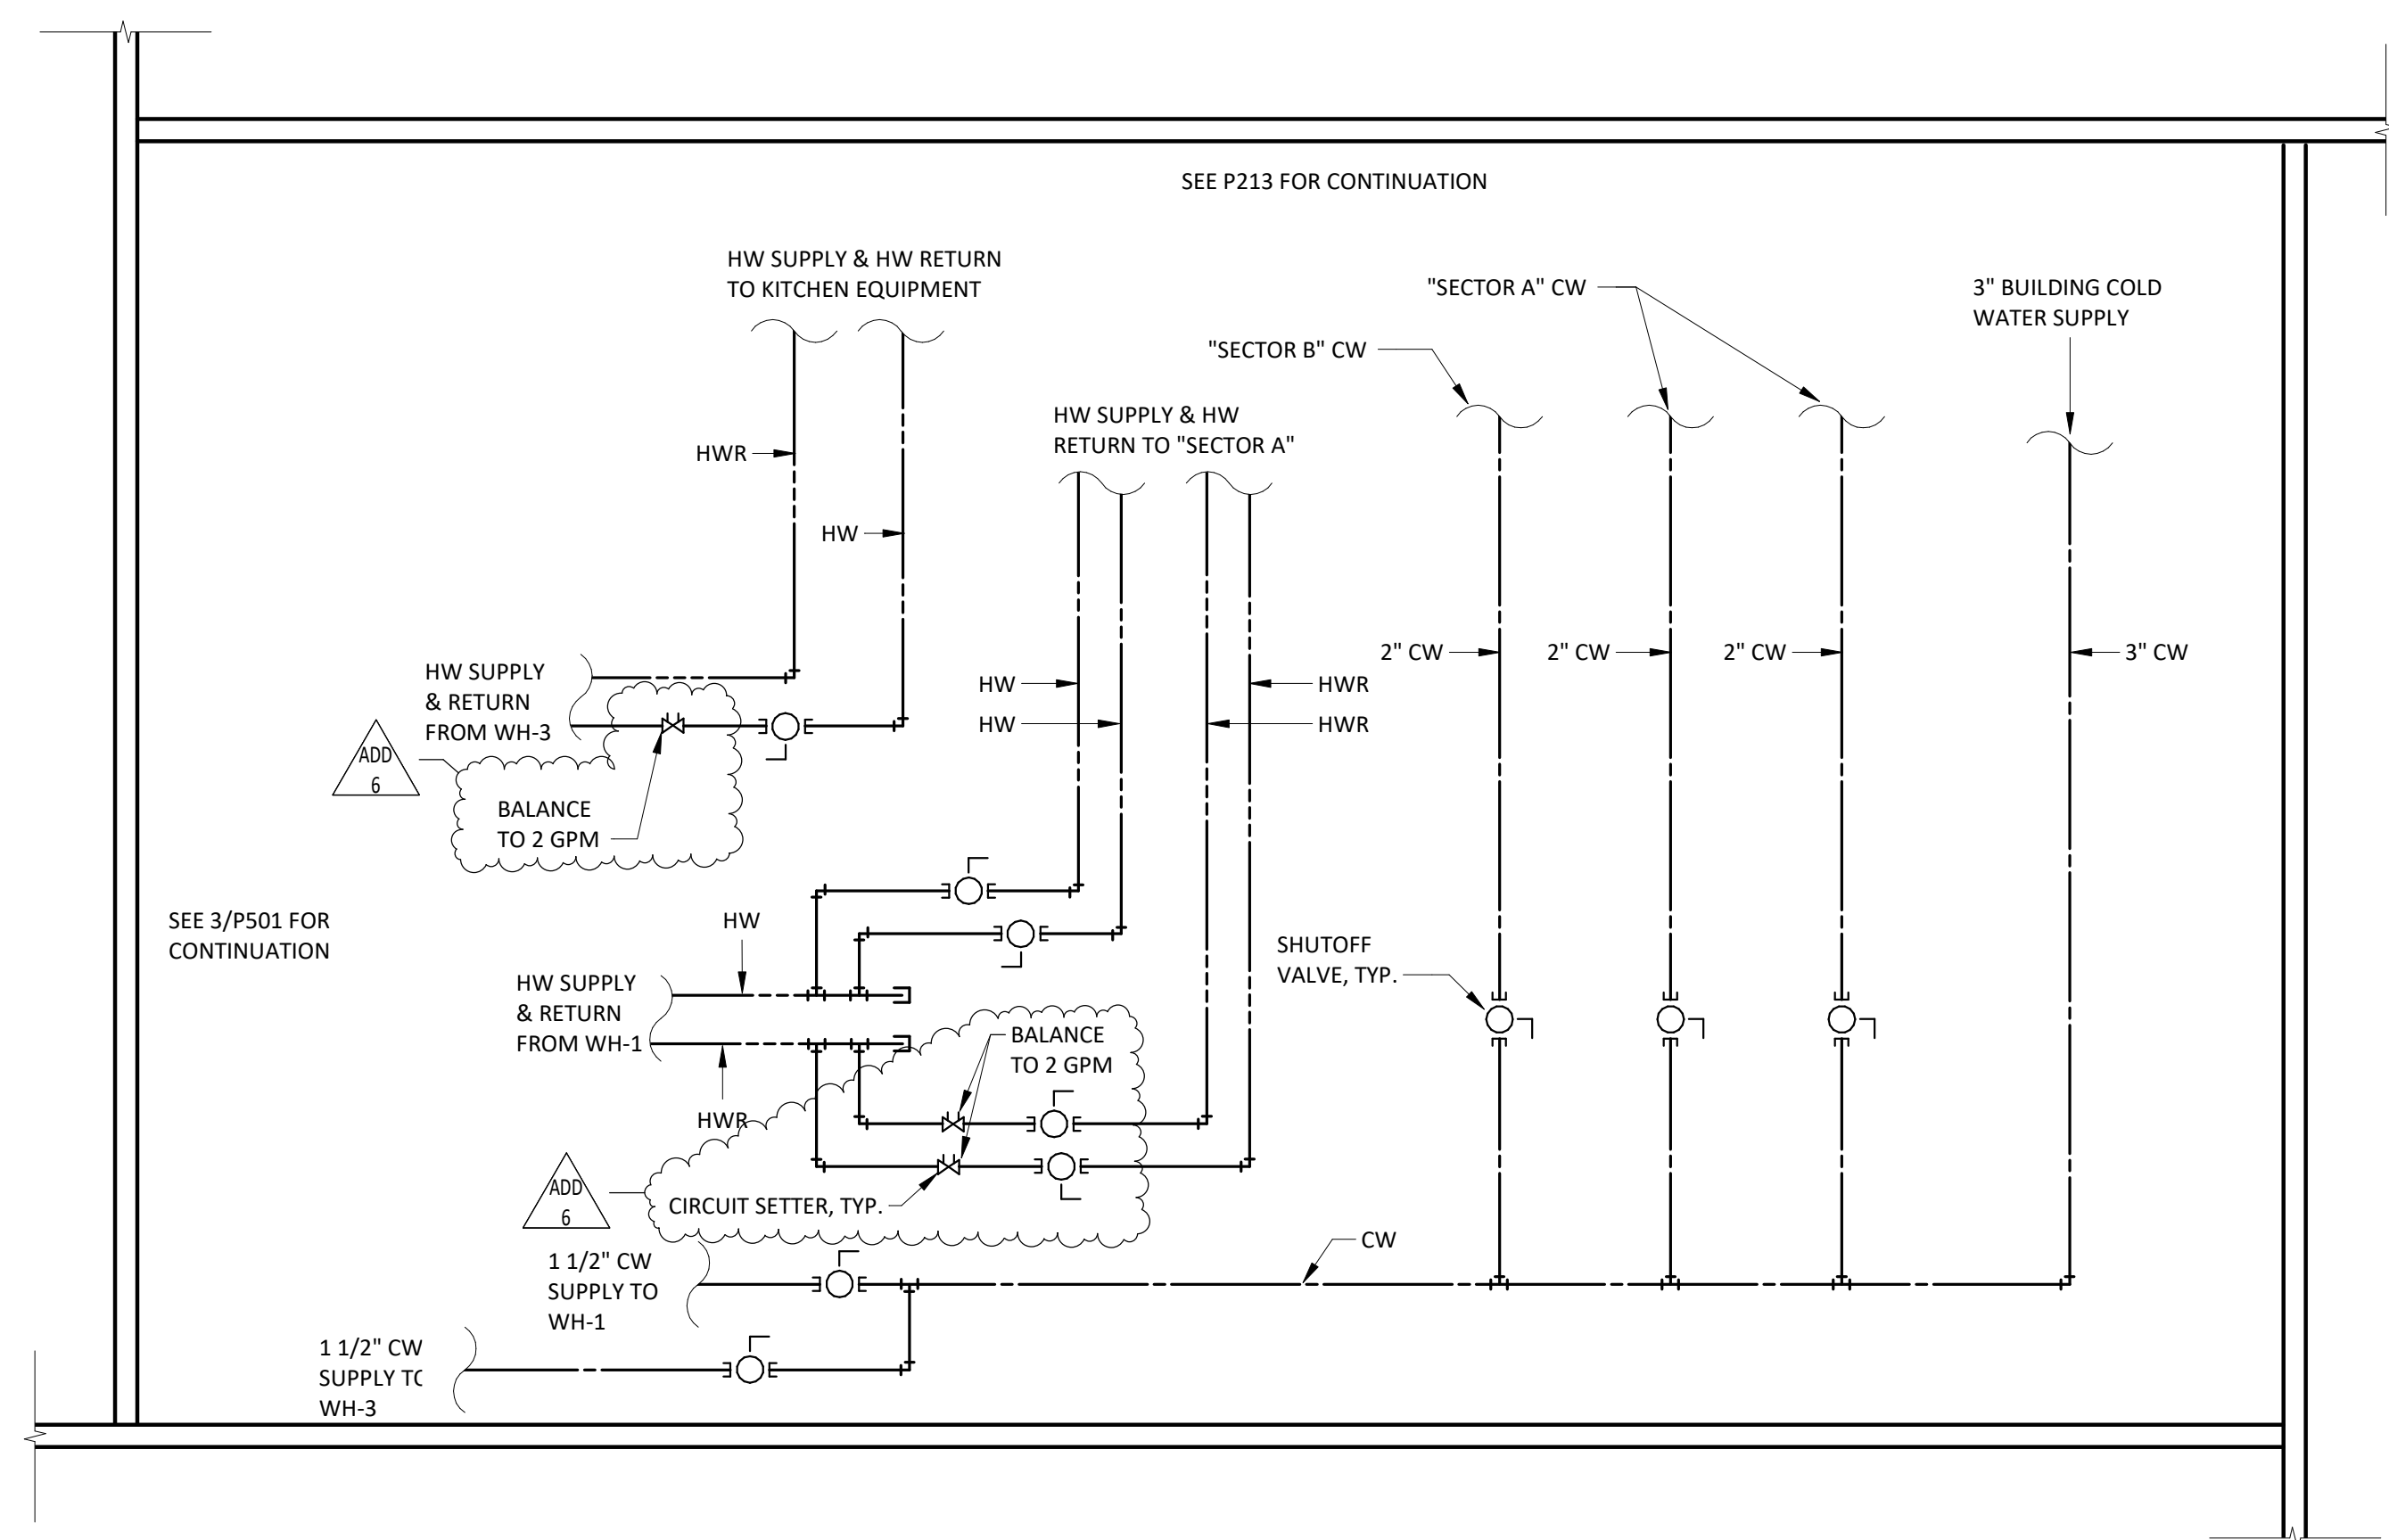 SEE P213 FOR CONTINUATION
HW SUPPLY & HW RETURN
TO KITCHEN EQUIPMENT
"SECTOR A" CW
3" BUILDING COLD
WATER SUPPLY
"SECTOR B" CW
HW SUPPLY & HW
RETURN TO "SECTOR A"
HWR
HW
2" CW
2" CW
2" CW
3" CW
HW SUPPLY
& RETURN
FROM WH-3
HW
HWR
HW
HWR
ADD
6
BALANCE
TO 2 GPM
SEE 3/P501 FOR
CONTINUATION
HW
SHUTOFF
VALVE, TYP.
HW SUPPLY
& RETURN
FROM WH-1
BALANCE
TO 2 GPM
HWR
ADD
6
CIRCUIT SETTER, TYP.
CW
1 1/2" CW
SUPPLY TO
WH-1
1 1/2" CW
SUPPLY TO
WH-3